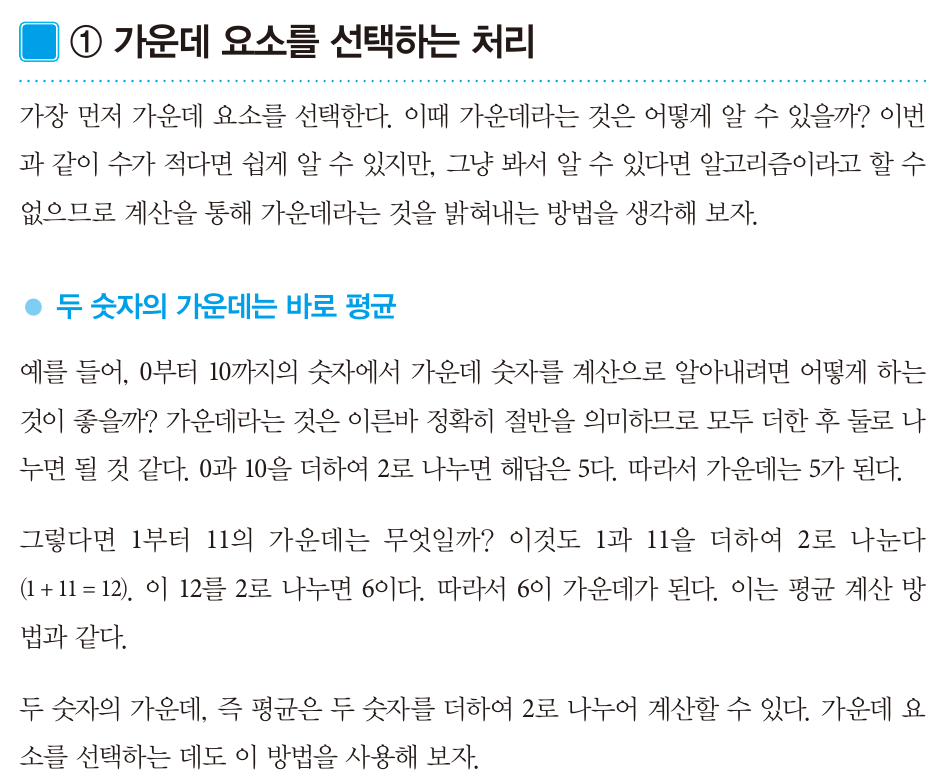 ① 가운데 요소를 선택하는 처리
가장 먼저 가운데 요소를 선택한다. 이때 가운데라는 것은 어떻게 알 수 있을까? 이번
과 같이 수가 적다면 쉽게 알 수 있지만, 그냥 봐서 알 수 있다면 알고리즘이라고 할 수
없으므로 계산을 통해 가운데라는 것을 밝혀내는 방법을 생각해 보자.
● 두 숫자의 가운데는 바로 평균
예를 들어, 0부터 10까지의 숫자에서 가운데 숫자를 계산으로 알아내려면 어떻게 하는
것이 좋을까? 가운데라는 것은 이른바 정확히 절반을 의미하므로 모두 더한 후 둘로 나
누면 될 것 같다. 0과 10을 더하여 2로 나누면 해답은 5다. 따라서 가운데는 5가 된다.
그렇다면 1부터 11의 가운데는 무엇일까? 이것도 1과 11을 더하여 2로 나눈다
(1 + 11 = 12). 이 12를 2로 나누면 6이다. 따라서 6이 가운데가 된다. 이는 평균 계산 방
법과 같다.
두 숫자의 가운데, 즉 평균은 두 숫자를 더하여 2로 나누어 계산할 수 있다. 가운데 요
소를 선택하는 데도 이 방법을 사용해 보자.